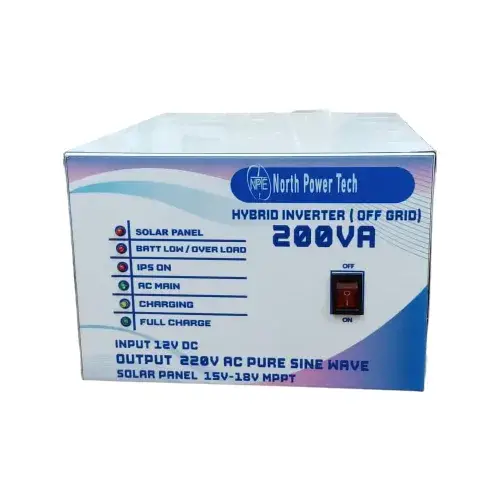 NPTE North Power Tech
HYBRID INVERTER ( OFF GRID)
200VA
SOLAR PANEL
BATT LOW / OVER LOAD
IPS ON
AC MAIN
CHARGING
FULL CHARGE
OFF
ON
INPUT 12V DC
OUTPUT 220V AC PURE SINE WAVE
SOLAR PANEL 15V-18V MPPT